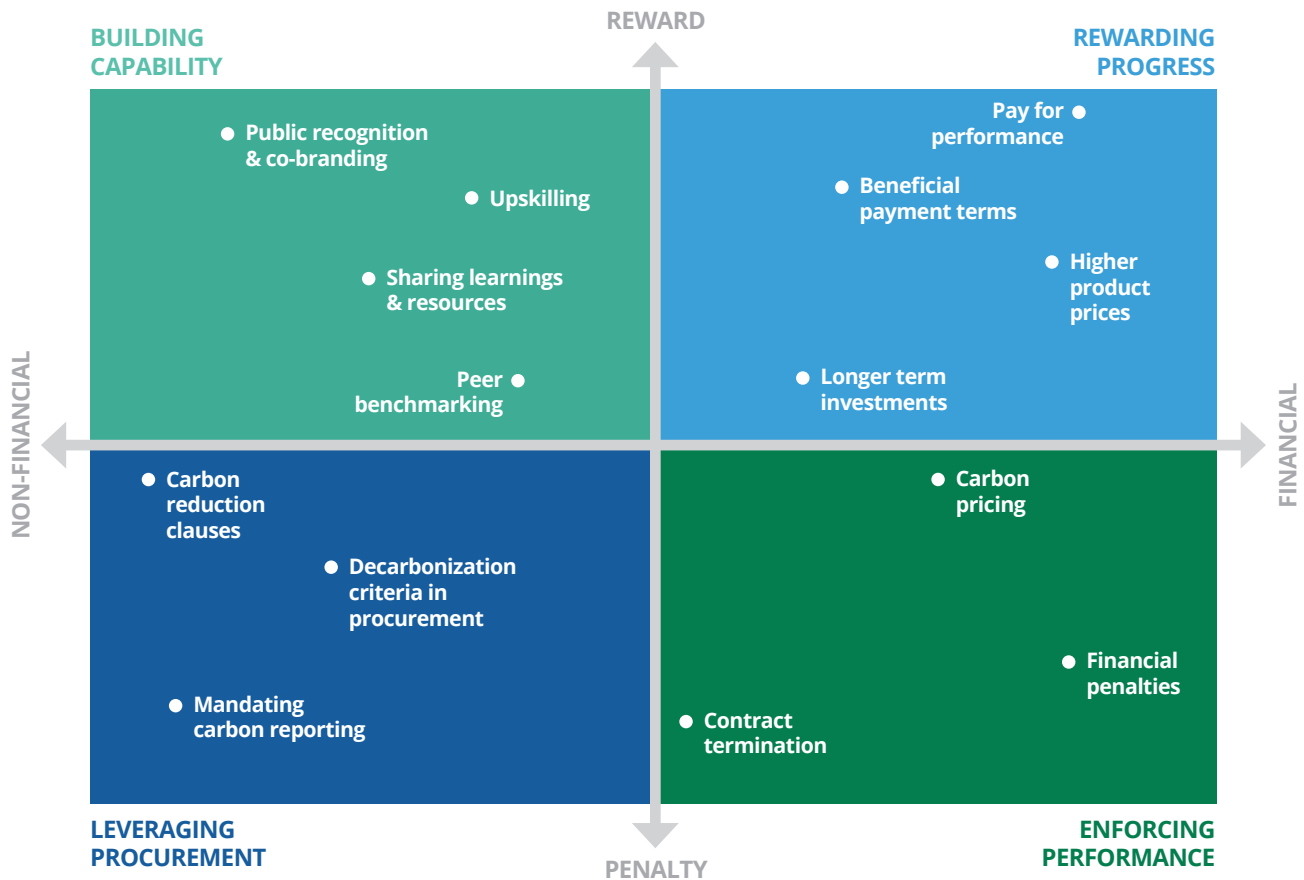 REWARD
BUILDING
CAPABILITY
REWARDING
PROGRESS
Public recognition
& co-branding
Upskilling
Sharing learnings
& resources
Peer
benchmarking
Pay for
performance
Beneficial
payment terms
Higher
product
prices
Longer term
investments
NON-FINANCIAL
FINANCIAL
Carbon
reduction
clauses
Decarbonization
criteria in
procurement
Mandating
carbon reporting
Carbon
pricing
Financial
penalties
Contract
termination
LEVERAGING
PROCUREMENT
ENFORCING
PERFORMANCE
PENALTY